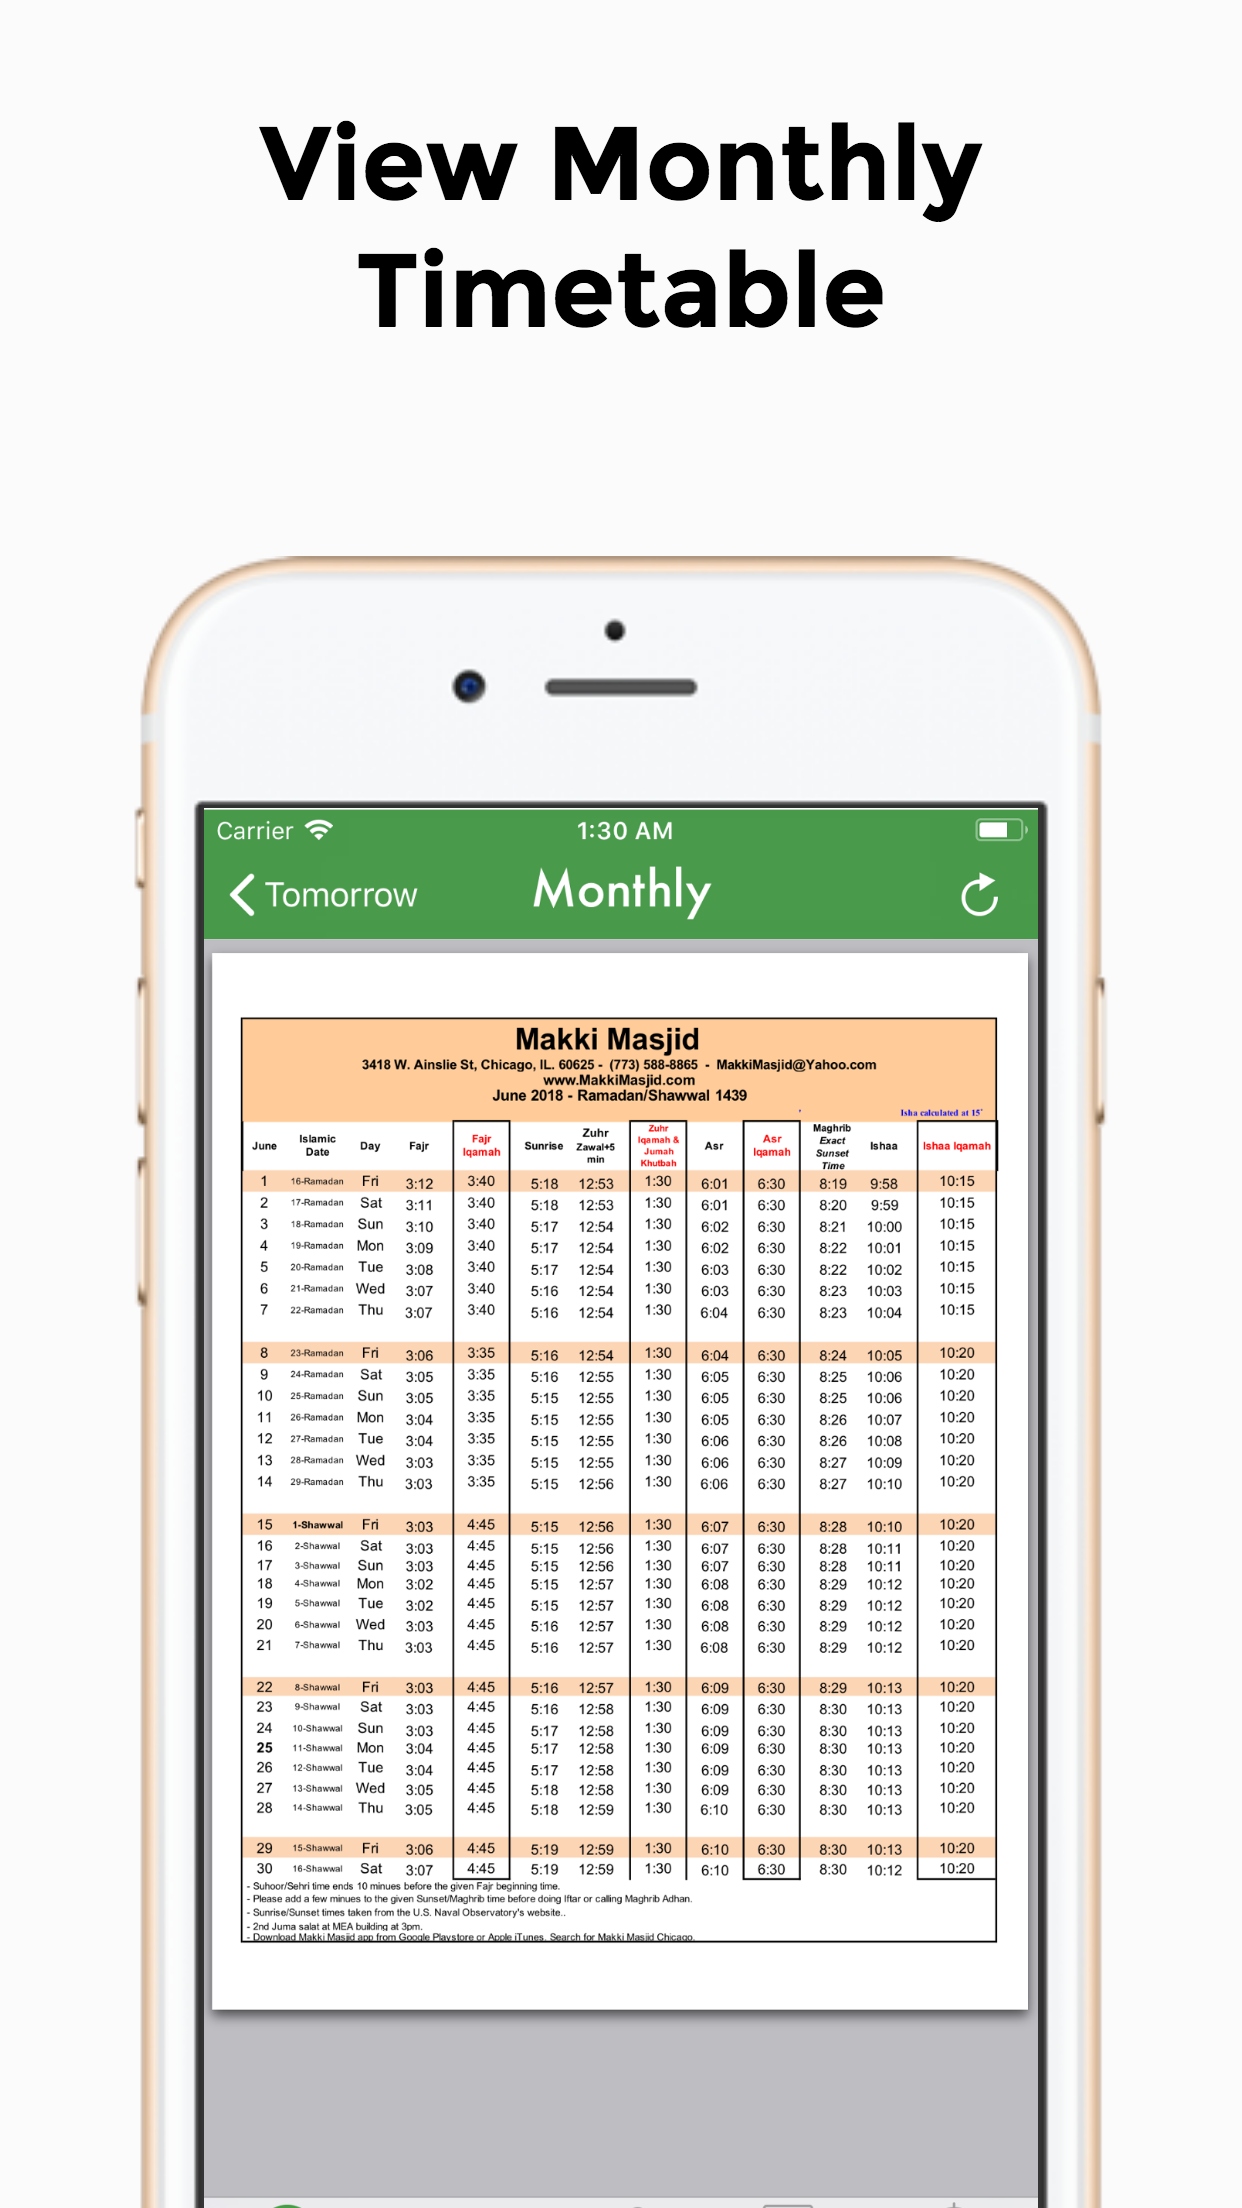 View Monthly
Timetable
Carrier 1:30 AM
Tomorrow Monthly
Makki Masjid
3418 W. Ainslie St, Chicago, IL. 60625 - (773) 588-8865 - MakkiMasjid@Yahoo.com
www.MakkiMasjid.com
June 2018 - Ramadan/Shawwal 1439
Isha calculated at 15°
June Islamic Date Day Fajr Fajr Iqamah Sunrise Zuhr Zawal+5 min Zuhr Iqamah & Jumah Khutbah Asr Asr Iqamah Maghrib Exact Sunset Time Ishaa Ishaa Iqamah
1 16-Ramadan Fri 3:12 3:40 5:18 12:53 1:30 6:01 6:30 8:19 9:58 10:15
2 17-Ramadan Sat 3:11 3:40 5:18 12:53 1:30 6:01 6:30 8:20 9:59 10:15
3 18-Ramadan Sun 3:10 3:40 5:17 12:54 1:30 6:02 6:30 8:21 10:00 10:15
4 19-Ramadan Mon 3:09 3:40 5:17 12:54 1:30 6:02 6:30 8:22 10:01 10:15
5 20-Ramadan Tue 3:08 3:40 5:17 12:54 1:30 6:03 6:30 8:22 10:02 10:15
6 21-Ramadan Wed 3:07 3:40 5:16 12:54 1:30 6:03 6:30 8:23 10:03 10:15
7 22-Ramadan Thu 3:07 3:40 5:16 12:54 1:30 6:04 6:30 8:23 10:04 10:15
8 23-Ramadan Fri 3:06 3:35 5:16 12:54 1:30 6:04 6:30 8:24 10:05 10:20
9 24-Ramadan Sat 3:05 3:35 5:16 12:55 1:30 6:05 6:30 8:25 10:06 10:20
10 25-Ramadan Sun 3:05 3:35 5:15 12:55 1:30 6:05 6:30 8:25 10:06 10:20
11 26-Ramadan Mon 3:04 3:35 5:15 12:55 1:30 6:05 6:30 8:26 10:07 10:20
12 27-Ramadan Tue 3:04 3:35 5:15 12:55 1:30 6:06 6:30 8:26 10:08 10:20
13 28-Ramadan Wed 3:03 3:35 5:15 12:55 1:30 6:06 6:30 8:27 10:09 10:20
14 29-Ramadan Thu 3:03 3:35 5:15 12:56 1:30 6:06 6:30 8:27 10:10 10:20
15 1-Shawwal Fri 3:03 4:45 5:15 12:56 1:30 6:07 6:30 8:28 10:10 10:20
16 2-Shawwal Sat 3:03 4:45 5:15 12:56 1:30 6:07 6:30 8:28 10:11 10:20
17 3-Shawwal Sun 3:03 4:45 5:15 12:56 1:30 6:07 6:30 8:28 10:11 10:20
18 4-Shawwal Mon 3:02 4:45 5:15 12:57 1:30 6:08 6:30 8:29 10:12 10:20
19 5-Shawwal Tue 3:02 4:45 5:15 12:57 1:30 6:08 6:30 8:29 10:12 10:20
20 6-Shawwal Wed 3:03 4:45 5:16 12:57 1:30 6:08 6:30 8:29 10:12 10:20
21 7-Shawwal Thu 3:03 4:45 5:16 12:57 1:30 6:08 6:30 8:29 10:12 10:20
22 8-Shawwal Fri 3:03 4:45 5:16 12:57 1:30 6:09 6:30 8:29 10:13 10:20
23 9-Shawwal Sat 3:03 4:45 5:16 12:58 1:30 6:09 6:30 8:30 10:13 10:20
24 10-Shawwal Sun 3:03 4:45 5:17 12:58 1:30 6:09 6:30 8:30 10:13 10:20
25 11-Shawwal Mon 3:04 4:45 5:17 12:58 1:30 6:09 6:30 8:30 10:13 10:20
26 12-Shawwal Tue 3:04 4:45 5:17 12:58 1:30 6:09 6:30 8:30 10:13 10:20
27 13-Shawwal Wed 3:05 4:45 5:18 12:58 1:30 6:09 6:30 8:30 10:13 10:20
28 14-Shawwal Thu 3:05 4:45 5:18 12:59 1:30 6:10 6:30 8:30 10:13 10:20
29 15-Shawwal Fri 3:06 4:45 5:19 12:59 1:30 6:10 6:30 8:30 10:13 10:20
30 16-Shawwal Sat 3:07 4:45 5:19 12:59 1:30 6:10 6:30 8:30 10:12 10:20
- Suhoor/Sehri time ends 10 minues before the given Fajr beginning time.
- Please add a few minues to the given Sunset/Maghrib time before doing Iftar or calling Maghrib Adhan.
- Sunrise/Sunset times taken from the U.S. Naval Observatory's website..
- 2nd Juma salat at MEA building at 3pm.
- Download Makki Masjid app from Google Playstore or Apple iTunes. Search for Makki Masjid Chicago.